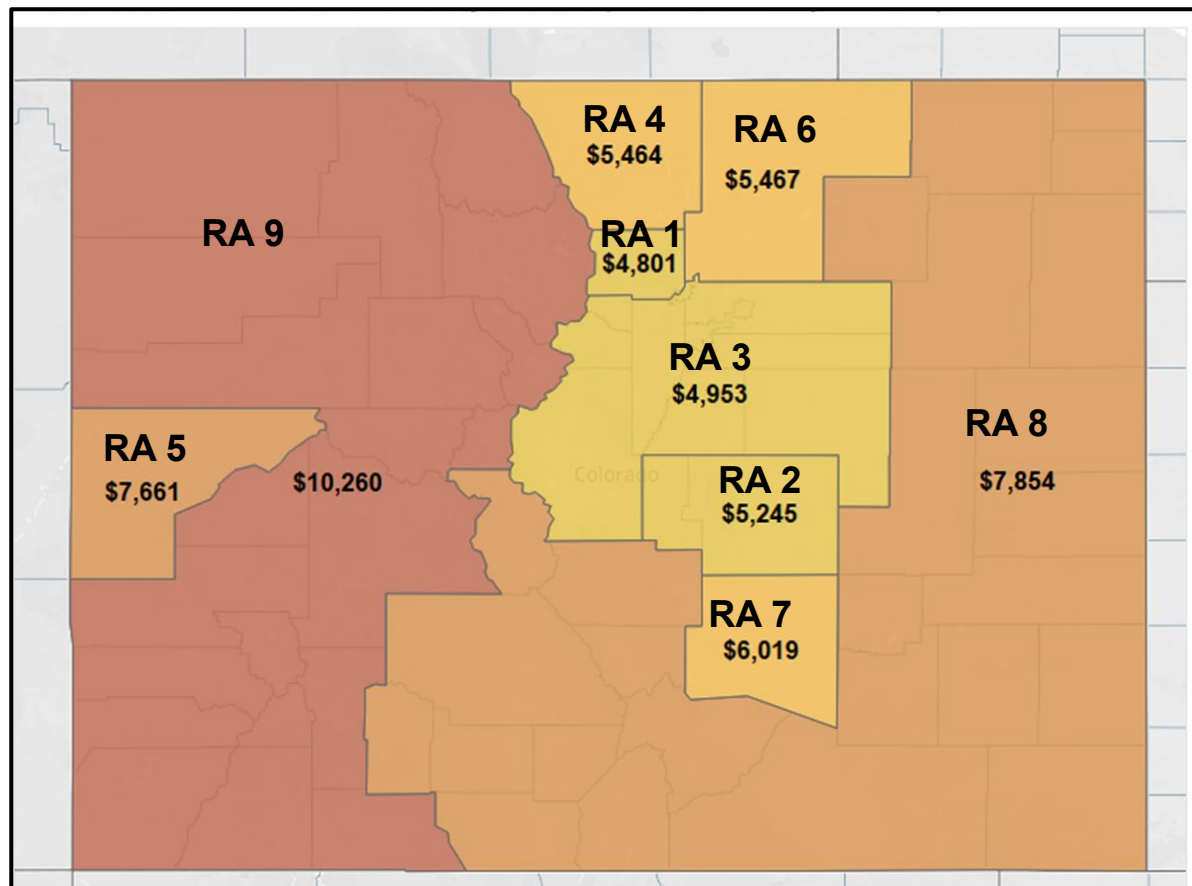 RA 4
$5,464
RA 6
$5,467
RA 9
RA 1
$4,801
RA 3
$4,953
RA 5
$7,661
$10,260
Colorado
RA 2
$5,245
RA 8
$7,854
RA 7
$6,019